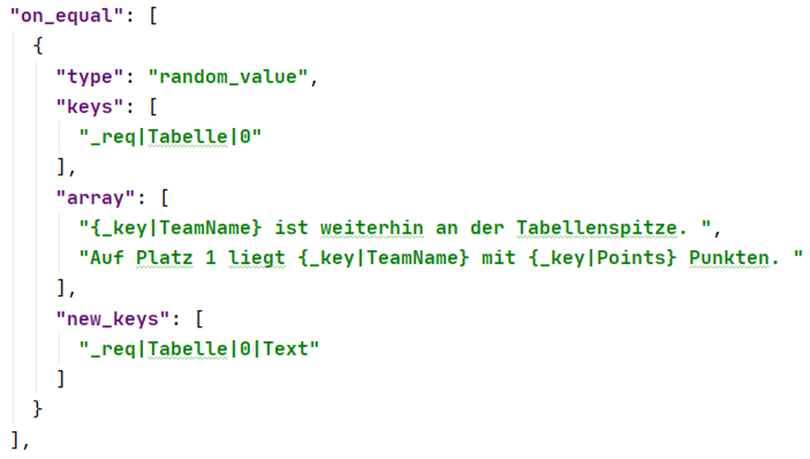 "on_equal": [
{
"type": "random_value",
"keys": [
"_req|Tabelle|0"
],
"array": [
"{_key|TeamName} ist weiterhin an der Tabellenspitze. ",
"Auf Platz 1 liegt {_key|TeamName} mit {_key|Points} Punkten. "
],
"new_keys": [
"_req|Tabelle|0|Text"
]
}
],